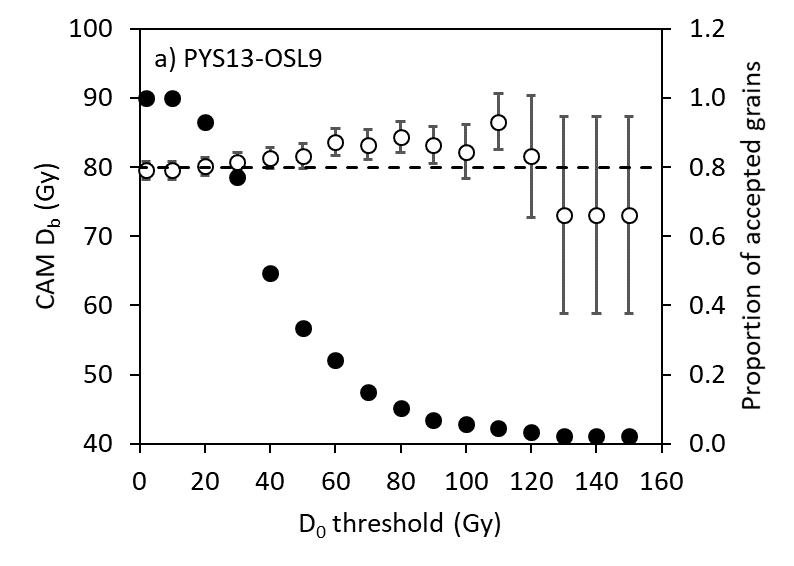 a) PYS13-OSL9
CAM D_b (Gy)
100
90
80
70
60
50
40
1.2
1.0
0.8
0.6
0.4
0.2
0.0
Proportion of accepted grains
0 20 40 60 80 100 120 140 160
D_0 threshold (Gy)